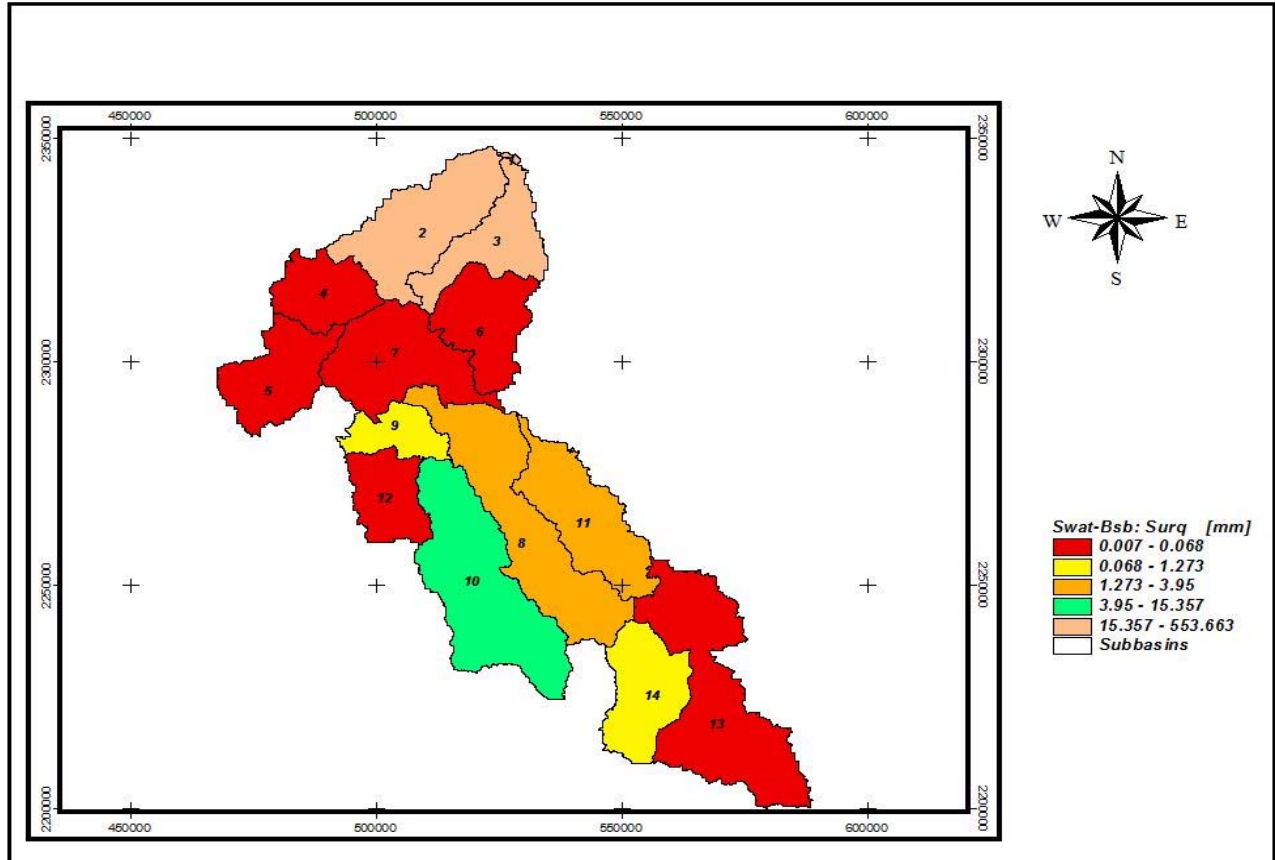 450000 500000 550000 600000
2350000 2350000
N
W E
S
2
3
4
6
7
2300000 2300000
5
9
12
11
8
10
2250000 2250000
14
13
2200000 2200000
450000 500000 550000 600000
Swat-Bsb: Surq [mm]
0.007 - 0.068
0.068 - 1.273
1.273 - 3.95
3.95 - 15.357
15.357 - 553.663
Subbasins